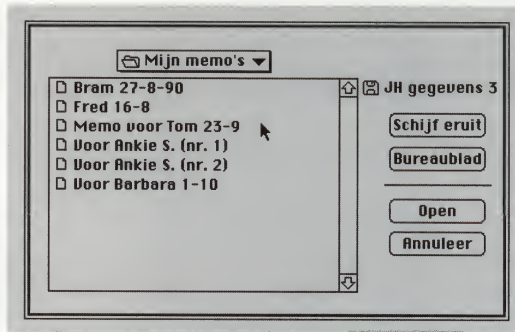 Mijn memo's
Bram 27-8-90
Fred 16-8
Memo voor Tom 23-9
Voor Ankie S. (nr. 1)
Voor Ankie S. (nr. 2)
Voor Barbara 1-10
JH gegevens 3
Schijf eruit
Bureaublad
Open
Annuleer